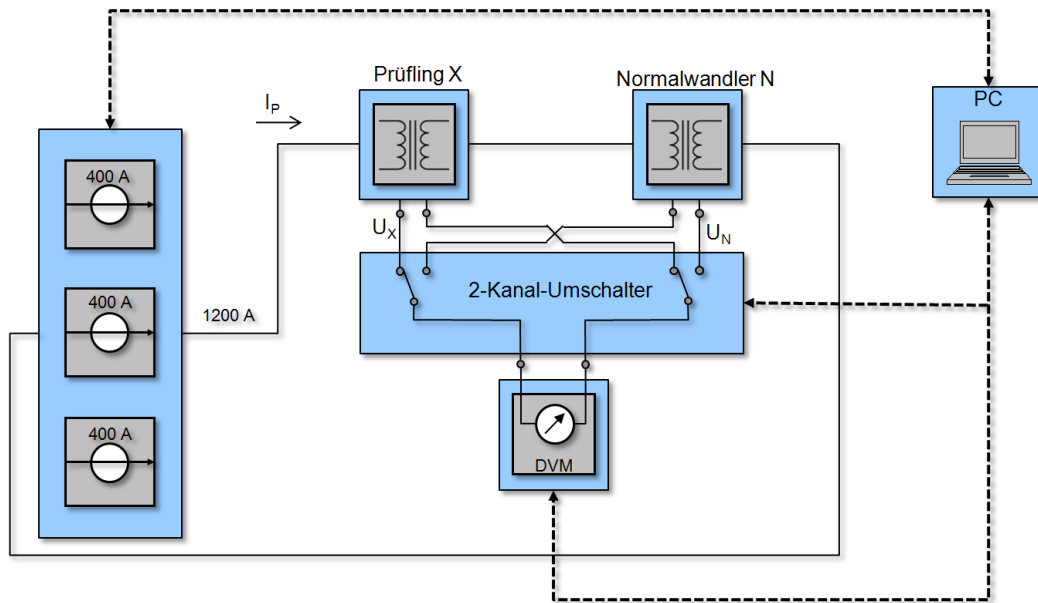 Prüfling X
Normalwandler N
PC
I_P
400 A
U_X
U_N
400 A
2-Kanal-Umschalter
1200 A
400 A
DVM